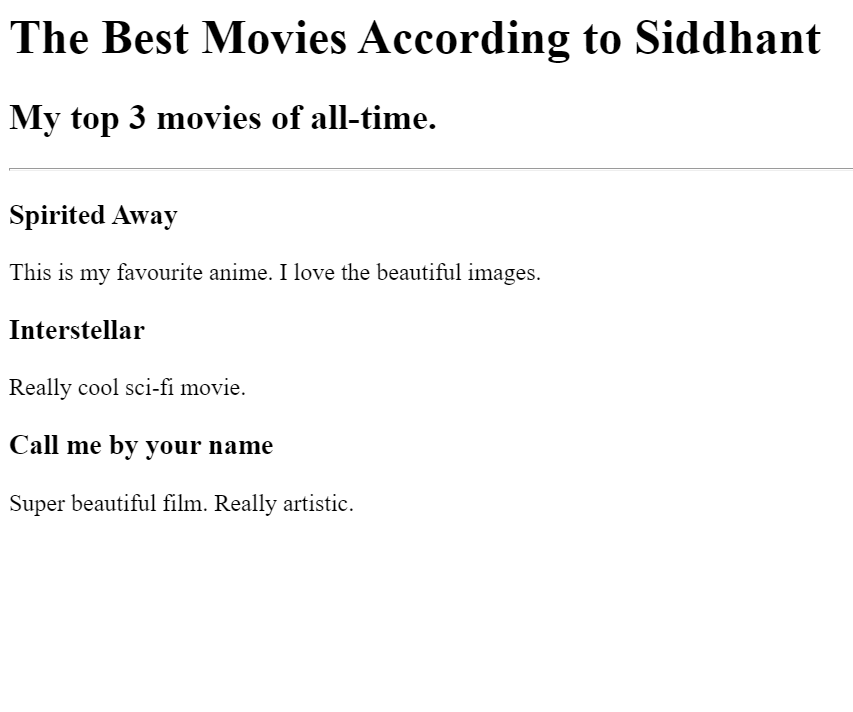 The Best Movies According to Siddhant
My top 3 movies of all-time.
Spirited Away
This is my favourite anime. I love the beautiful images.
Interstellar
Really cool sci-fi movie.
Call me by your name
Super beautiful film. Really artistic.